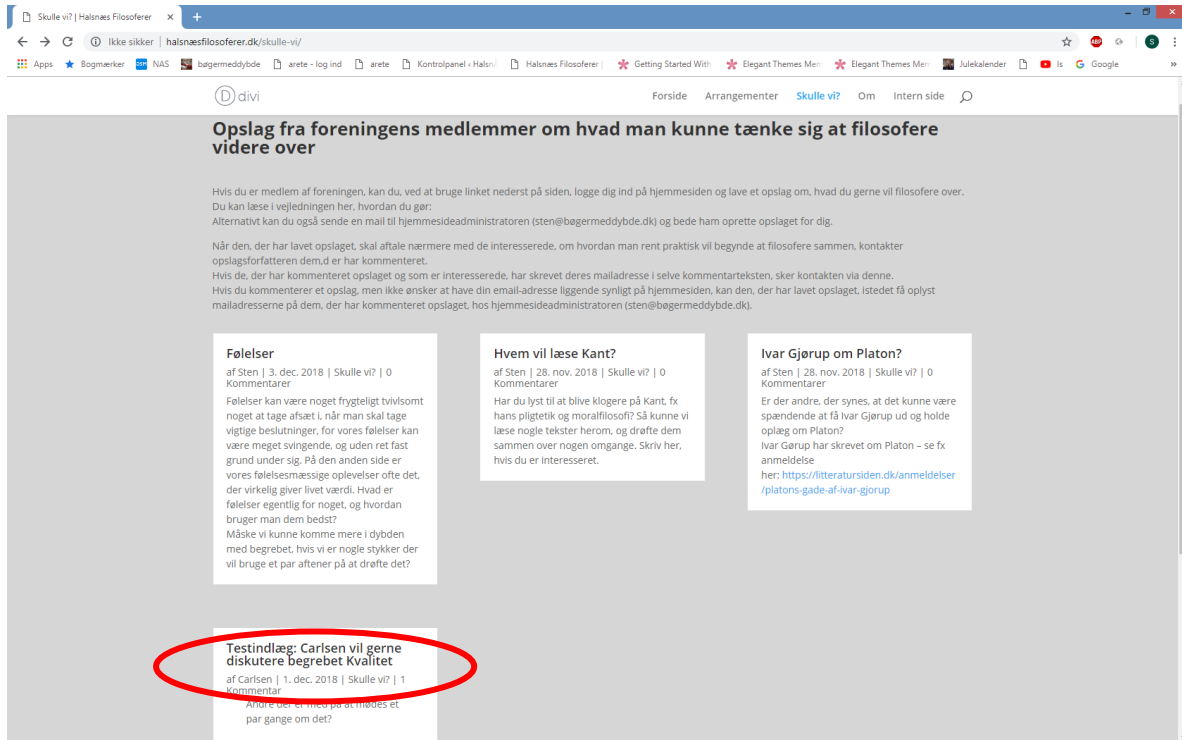 Skulle vi? | Halsnæs Filosoferer
Ikke sikker | halsnæsfilosoferer.dk/skulle-vi/
ABP
S
Apps Bogmærker DSM NAS bøgermeddybde arete - log ind arete Kontrolpanel ‹ Halsn Halsnæs Filosoferer | Getting Started With Elegant Themes Mem Elegant Themes Mem Julekalender Is G Google »
D divi
Forside Arrangementer Skulle vi? Om Intern side
Opslag fra foreningens medlemmer om hvad man kunne tænke sig at filosofere
videre over
Hvis du er medlem af foreningen, kan du, ved at bruge linket nederst på siden, logge dig ind på hjemmesiden og lave et opslag om, hvad du gerne vil filosofere over.
Du kan læse i vejledningen her, hvordan du gør:
Alternativt kan du også sende en mail til hjemmesideadministratoren (sten@bøgermeddybde.dk) og bede ham oprette opslaget for dig.
Når den, der har lavet opslaget, skal aftale nærmere med de interesserede, om hvordan man rent praktisk vil begynde at filosofere sammen, kontakter
opslagsforfatteren dem,d er har kommenteret.
Hvis de, der har kommenteret opslaget og som er interesserede, har skrevet deres mailadresse i selve kommentarteksten, sker kontakten via denne.
Hvis du kommenterer et opslag, men ikke ønsker at have din email-adresse liggende synligt på hjemmesiden, kan den, der har lavet opslaget, istedet få oplyst
mailadresserne på dem, der har kommenteret opslaget, hos hjemmesideadministratoren (sten@bøgermeddybde.dk).
Følelser
af Sten | 3. dec. 2018 | Skulle vi? | 0
Kommentarer
Følelser kan være noget frygteligt tvivlsomt
noget at tage afsæt i, når man skal tage
vigtige beslutninger, for vores følelser kan
være meget svingende, og uden ret fast
grund under sig. På den anden side er
vores følelsesmæssige oplevelser ofte det,
der virkelig giver livet værdi. Hvad er
følelser egentlig for noget, og hvordan
bruger man dem bedst?
Måske vi kunne komme mere i dybden
med begrebet, hvis vi er nogle stykker der
vil bruge et par aftener på at drøfte det?
Hvem vil læse Kant?
af Sten | 28. nov. 2018 | Skulle vi? | 0
Kommentarer
Har du lyst til at blive klogere på Kant, fx
hans pligtetik og moralfilosofi? Så kunne vi
læse nogle tekster herom, og drøfte dem
sammen over nogen omgange. Skriv her,
hvis du er interesseret.
Ivar Gjørup om Platon?
af Sten | 28. nov. 2018 | Skulle vi? | 0
Kommentarer
Er der andre, der synes, at det kunne være
spændende at få Ivar Gjørup ud og holde
oplæg om Platon?
Ivar Gørup har skrevet om Platon – se fx
anmeldelse
her: https://litteratursiden.dk/anmeldelser
/platons-gade-af-ivar-gjorup
Testindlæg: Carlsen vil gerne
diskutere begrebet Kvalitet
af Carlsen | 1. dec. 2018 | Skulle vi? | 1
Kommentar
Andre der er med på at mødes et
par gange om det?